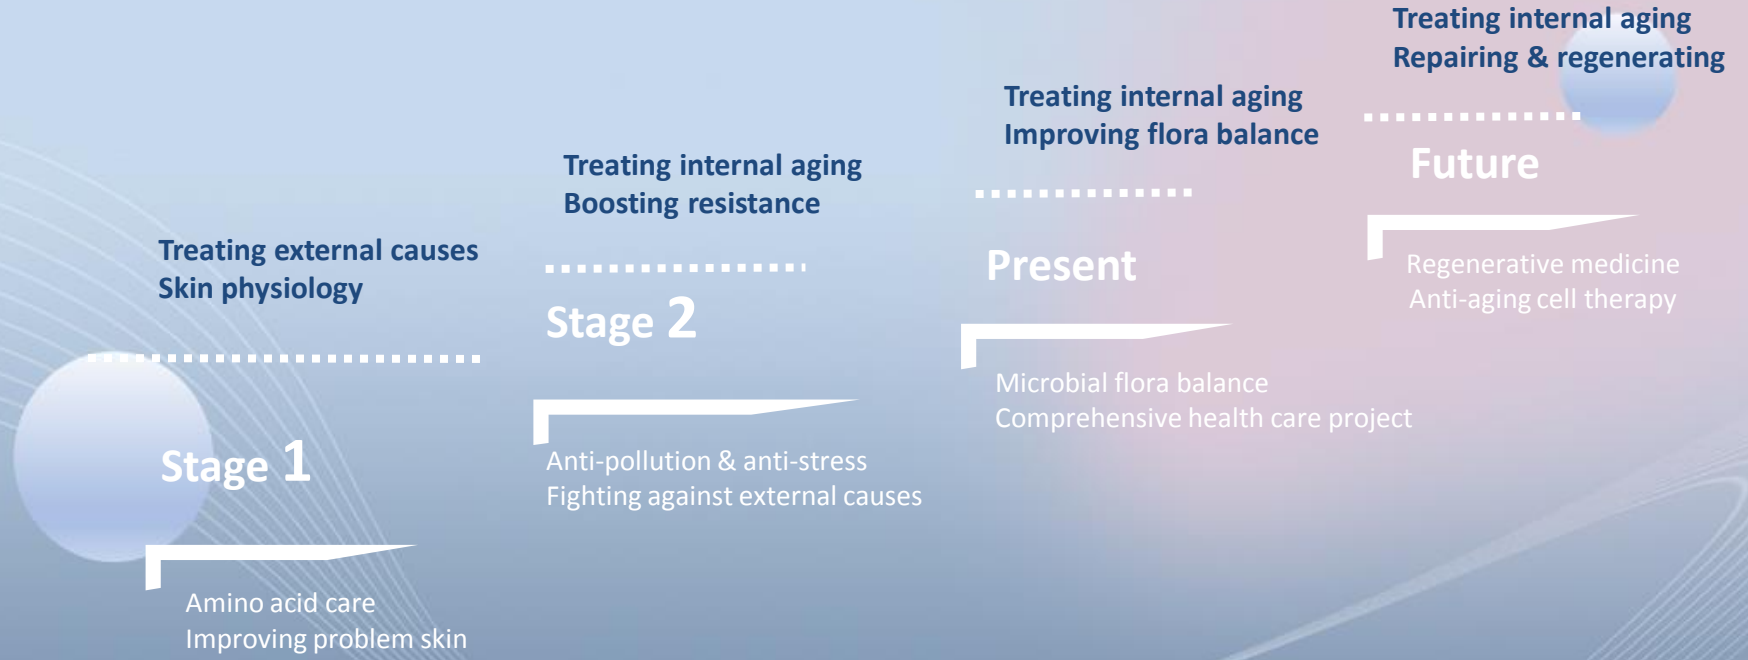 Treating external causes
Skin physiology
Stage 1
Amino acid care
Improving problem skin
Treating internal aging
Boosting resistance
Stage 2
Anti-pollution & anti-stress
Fighting against external causes
Treating internal aging
Improving flora balance
Present
Microbial flora balance
Comprehensive health care project
Treating internal aging
Repairing & regenerating
Future
Regenerative medicine
Anti-aging cell therapy